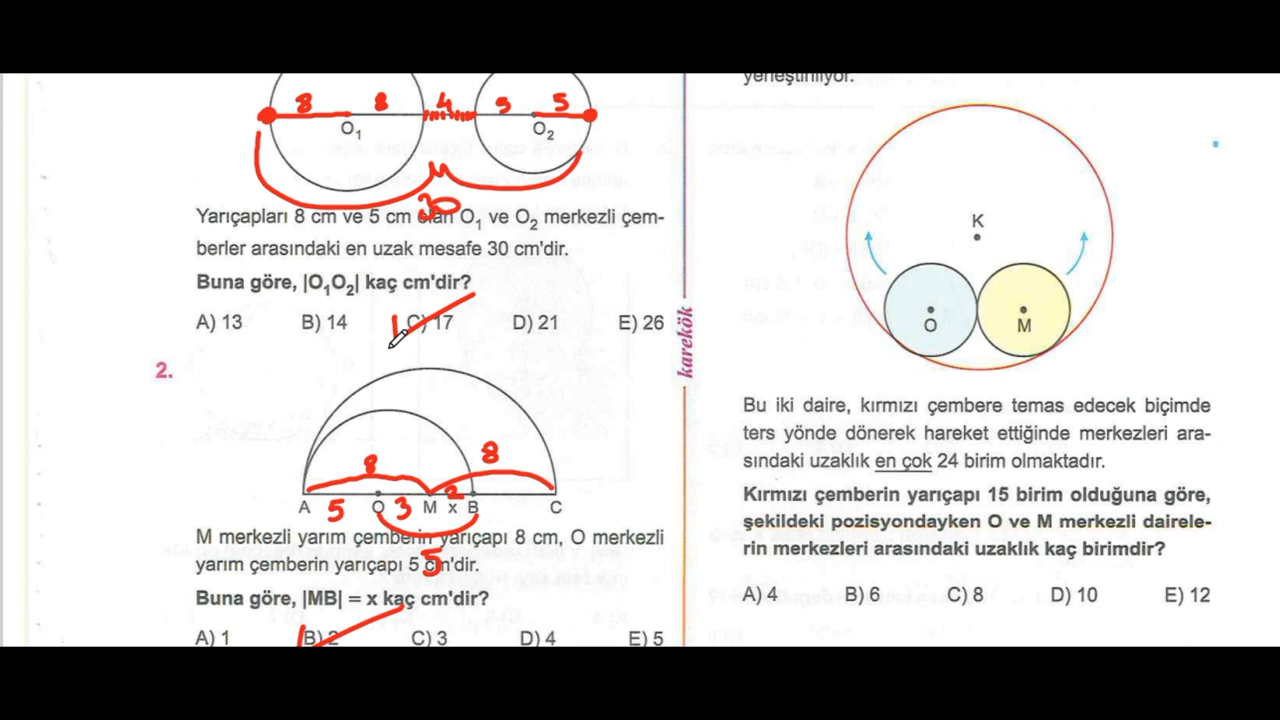 8 8 4 5 5
O1 O2
30
Yarıçapları 8 cm ve 5 cm olan O1 ve O2 merkezli çem-
berler arasındaki en uzak mesafe 30 cm'dir.
Buna göre, |O1O2| kaç cm'dir?
A) 13 B) 14 C) 17 D) 21 E) 26
2.
8 8
5 3 2
A O M x B C
M merkezli yarım çemberin yarıçapı 8 cm, O merkezli
yarım çemberin yarıçapı 5 cm'dir.
5
Buna göre, |MB| = x kaç cm'dir?
A) 1 B) 2 C) 3 D) 4 E) 5
karekök
yerleştiriliyor.
K
O M
Bu iki daire, kırmızı çembere temas edecek biçimde
ters yönde dönerek hareket ettiğinde merkezleri ara-
sındaki uzaklık en çok 24 birim olmaktadır.
Kırmızı çemberin yarıçapı 15 birim olduğuna göre,
şekildeki pozisyondayken O ve M merkezli dairele-
rin merkezleri arasındaki uzaklık kaç birimdir?
A) 4 B) 6 C) 8 D) 10 E) 12